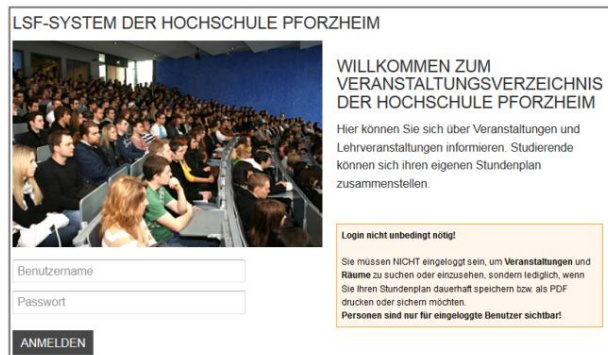 LSF-SYSTEM DER HOCHSCHULE PFORZHEIM
WILLKOMMEN ZUM
VERANSTALTUNGSVERZEICHNIS
DER HOCHSCHULE PFORZHEIM
Hier können Sie sich über Veranstaltungen und
Lehrveranstaltungen informieren. Studierende
können sich ihren eigenen Stundenplan
zusammenstellen.
Login nicht unbedingt nötig!
Sie müssen NICHT eingeloggt sein, um Veranstaltungen und
Räume zu suchen oder einzusehen, sondern lediglich, wenn
Sie Ihren Stundenplan dauerhaft speichern bzw. als PDF
drucken oder sichern möchten.
Personen sind nur für eingeloggte Benutzer sichtbar!
Benutzername
Passwort
ANMELDEN